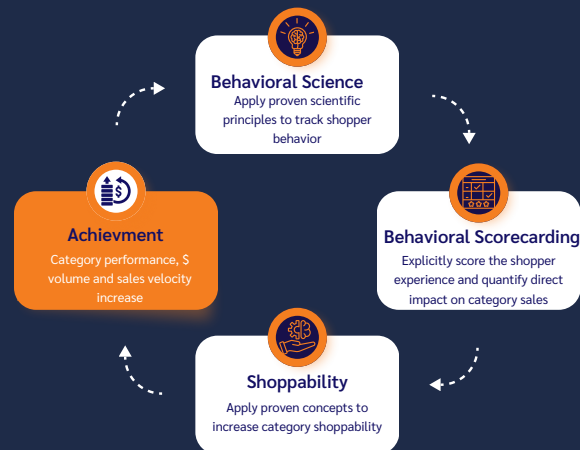 Behavioral Science
Apply proven scientific
principles to track shopper
behavior
Achievment
Category performance, $
volume and sales velocity
increase
Behavioral Scorecarding
Explicitly score the shopper
experience and quantify direct
impact on category sales
Shoppability
Apply proven concepts to
increase category shoppability